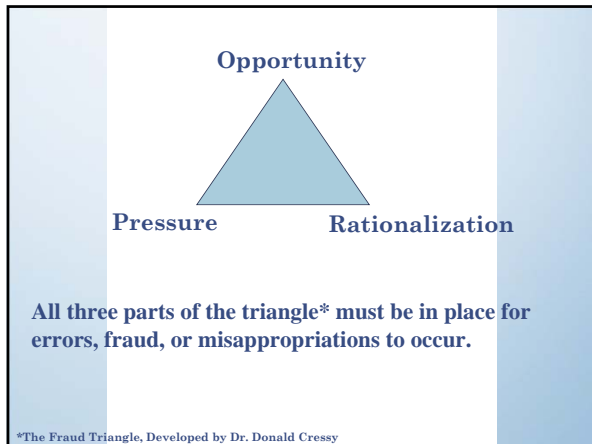 Opportunity
Pressure
Rationalization
All three parts of the triangle* must be in place for
errors, fraud, or misappropriations to occur.
*The Fraud Triangle, Developed by Dr. Donald Cressy